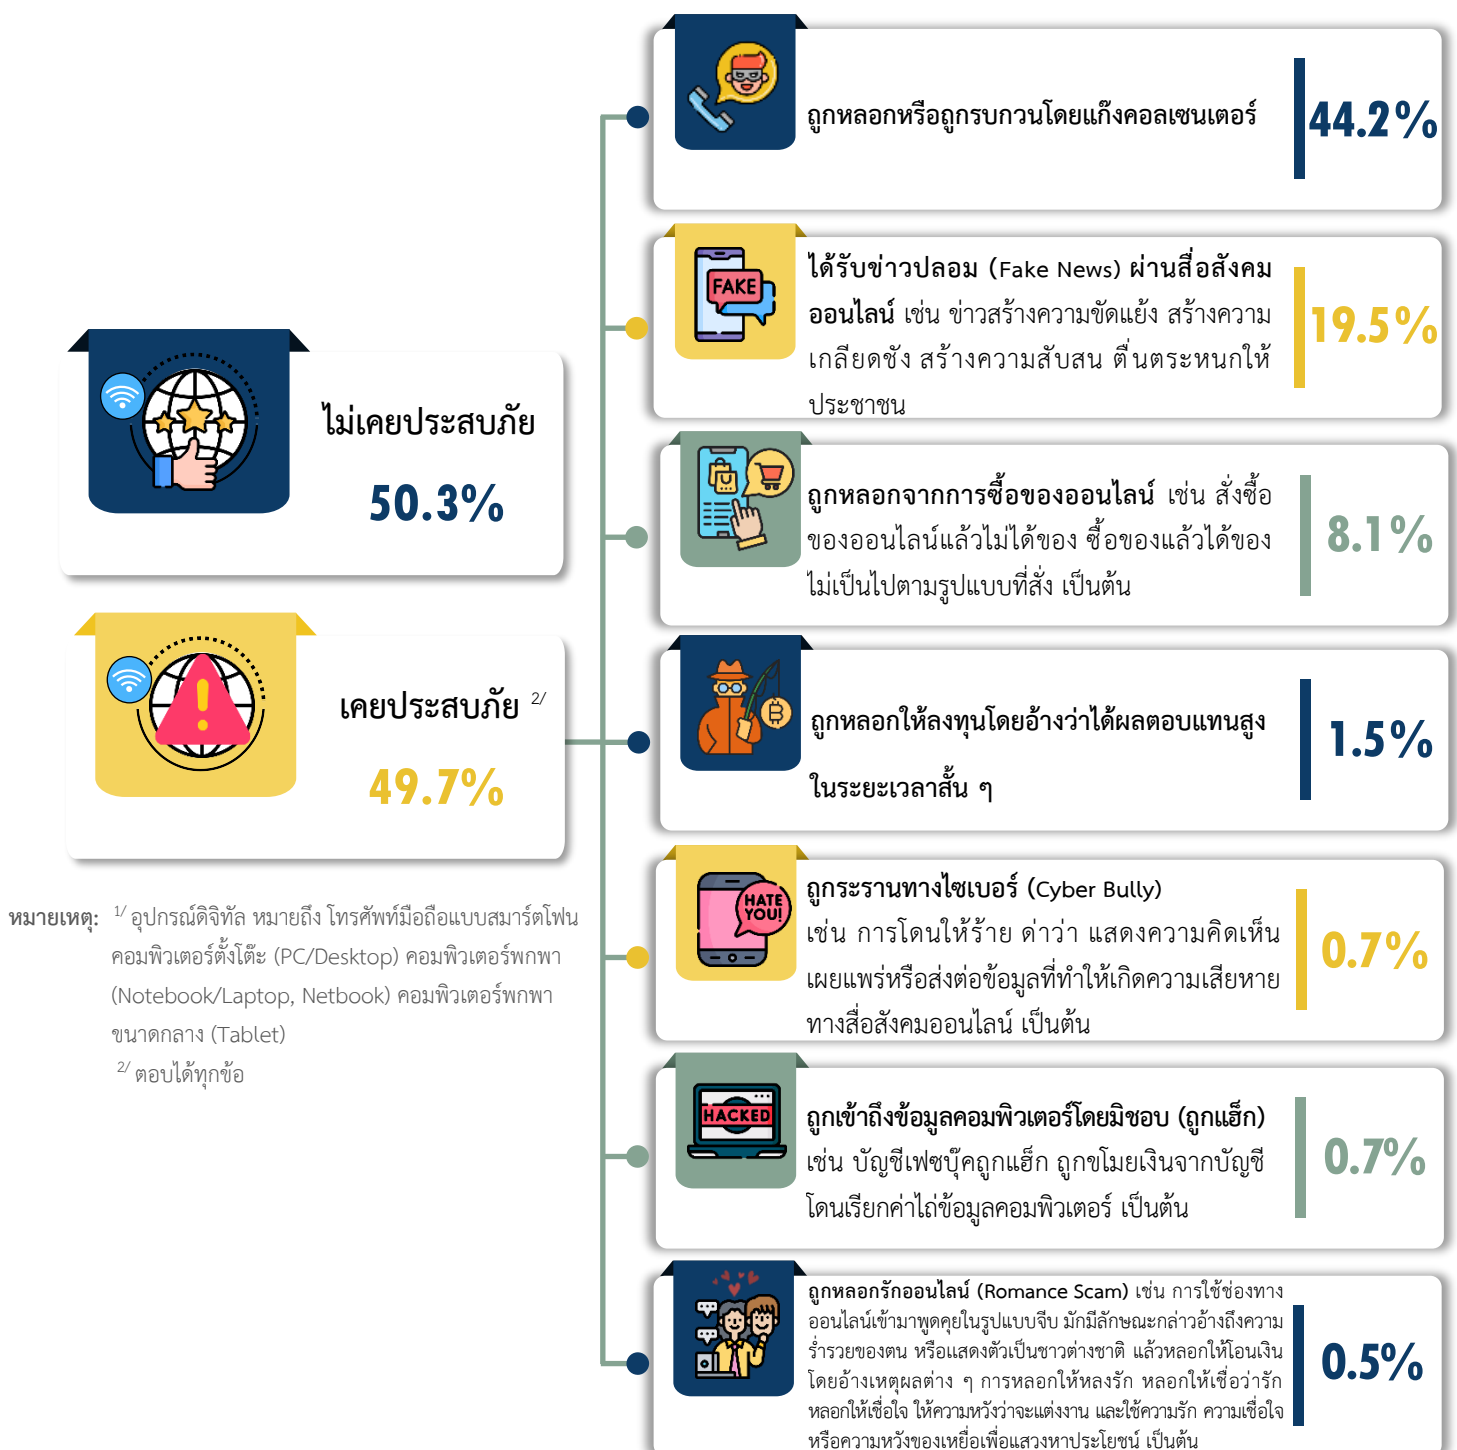 ไม่เคยประสบภัย
50.3%
เคยประสบภัย 2/
49.7%
หมายเหตุ: 1/ อุปกรณ์ดิจิทัล หมายถึง โทรศัพท์มือถือแบบสมาร์ตโฟน
คอมพิวเตอร์ตั้งโต๊ะ (PC/Desktop) คอมพิวเตอร์พกพา
(Notebook/Laptop, Netbook) คอมพิวเตอร์พกพา
ขนาดกลาง (Tablet)
2/ ตอบได้ทุกข้อ
ถูกหลอกหรือถูกรบกวนโดยแก๊งคอลเซนเตอร์
44.2%
FAKE
ได้รับข่าวปลอม (Fake News) ผ่านสื่อสังคม
ออนไลน์ เช่น ข่าวสร้างความขัดแย้ง สร้างความ
เกลียดชัง สร้างความสับสน ตื่นตระหนกให้
ประชาชน
19.5%
ถูกหลอกจากการซื้อของออนไลน์ เช่น สั่งซื้อ
ของออนไลน์แล้วไม่ได้ของ ซื้อของแล้วได้ของ
ไม่เป็นไปตามรูปแบบที่สั่ง เป็นต้น
8.1%
ถูกหลอกให้ลงทุนโดยอ้างว่าได้ผลตอบแทนสูง
ในระยะเวลาสั้น ๆ
1.5%
HATE
YOU!
ถูกระรานทางไซเบอร์ (Cyber Bully)
เช่น การโดนให้ร้าย ด่าว่า แสดงความคิดเห็น
เผยแพร่หรือส่งต่อข้อมูลที่ทำให้เกิดความเสียหาย
ทางสื่อสังคมออนไลน์ เป็นต้น
0.7%
HACKED
ถูกเข้าถึงข้อมูลคอมพิวเตอร์โดยมิชอบ (ถูกแฮ็ก)
เช่น บัญชีเฟซบุ๊คถูกแฮ็ก ถูกขโมยเงินจากบัญชี
โดนเรียกค่าไถ่ข้อมูลคอมพิวเตอร์ เป็นต้น
0.7%
ถูกหลอกรักออนไลน์ (Romance Scam) เช่น การใช้ช่องทาง
ออนไลน์เข้ามาพูดคุยในรูปแบบจีบ มักมีลักษณะกล่าวอ้างถึงความ
ร่ำรวยของตน หรือแสดงตัวเป็นชาวต่างชาติ แล้วหลอกให้โอนเงิน
โดยอ้างเหตุผลต่าง ๆ การหลอกให้หลงรัก หลอกให้เชื่อว่ารัก
หลอกให้เชื่อใจ ให้ความหวังว่าจะแต่งงาน และใช้ความรัก ความเชื่อใจ
หรือความหวังของเหยื่อเพื่อแสวงหาประโยชน์ เป็นต้น
0.5%